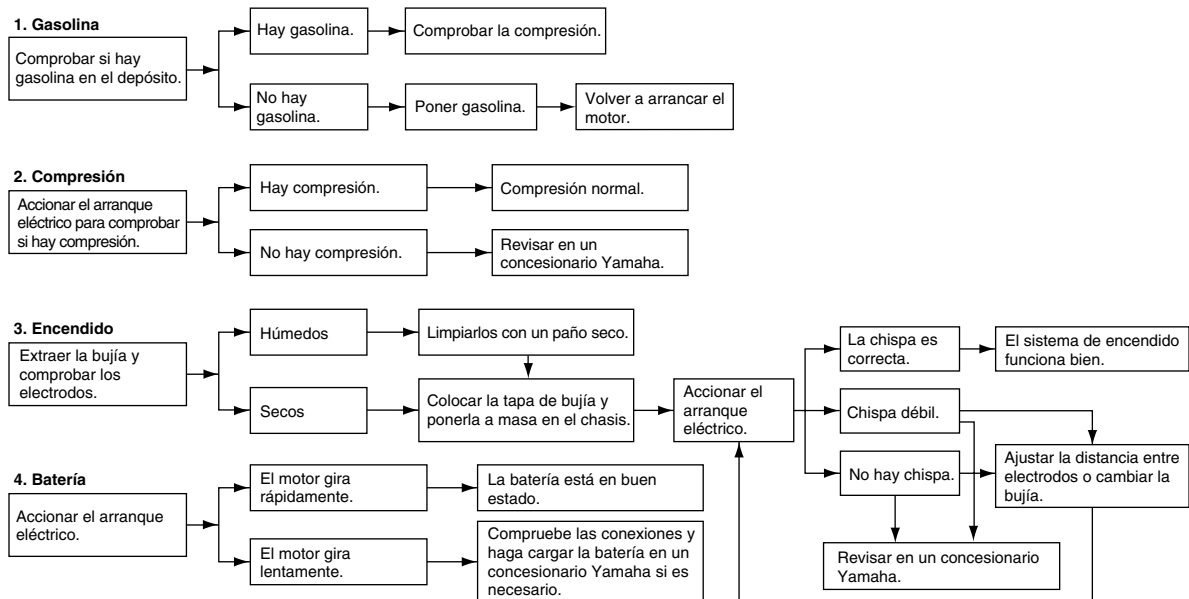 1. Gasolina
Comprobar si hay
gasolina en el depósito.
Hay gasolina.
Comprobar la compresión.
No hay
gasolina.
Poner gasolina.
Volver a arrancar el
motor.
2. Compresión
Accionar el arranque
eléctrico para comprobar
si hay compresión.
Hay compresión.
Compresión normal.
No hay compresión.
Revisar en un
concesionario Yamaha.
3. Encendido
Extraer la bujía y
comprobar los
electrodos.
Húmedos
Limpiarlos con un paño seco.
Secos
Colocar la tapa de bujía y
ponerla a masa en el chasis.
Accionar el
arranque
eléctrico.
La chispa es
correcta.
El sistema de encendido
funciona bien.
Chispa débil.
No hay chispa.
Ajustar la distancia entre
electrodos o cambiar la
bujía.
Revisar en un concesionario
Yamaha.
4. Batería
Accionar el arranque
eléctrico.
El motor gira
rápidamente.
La batería está en buen
estado.
El motor gira
lentamente.
Compruebe las conexiones y
haga cargar la batería en un
concesionario Yamaha si es
necesario.